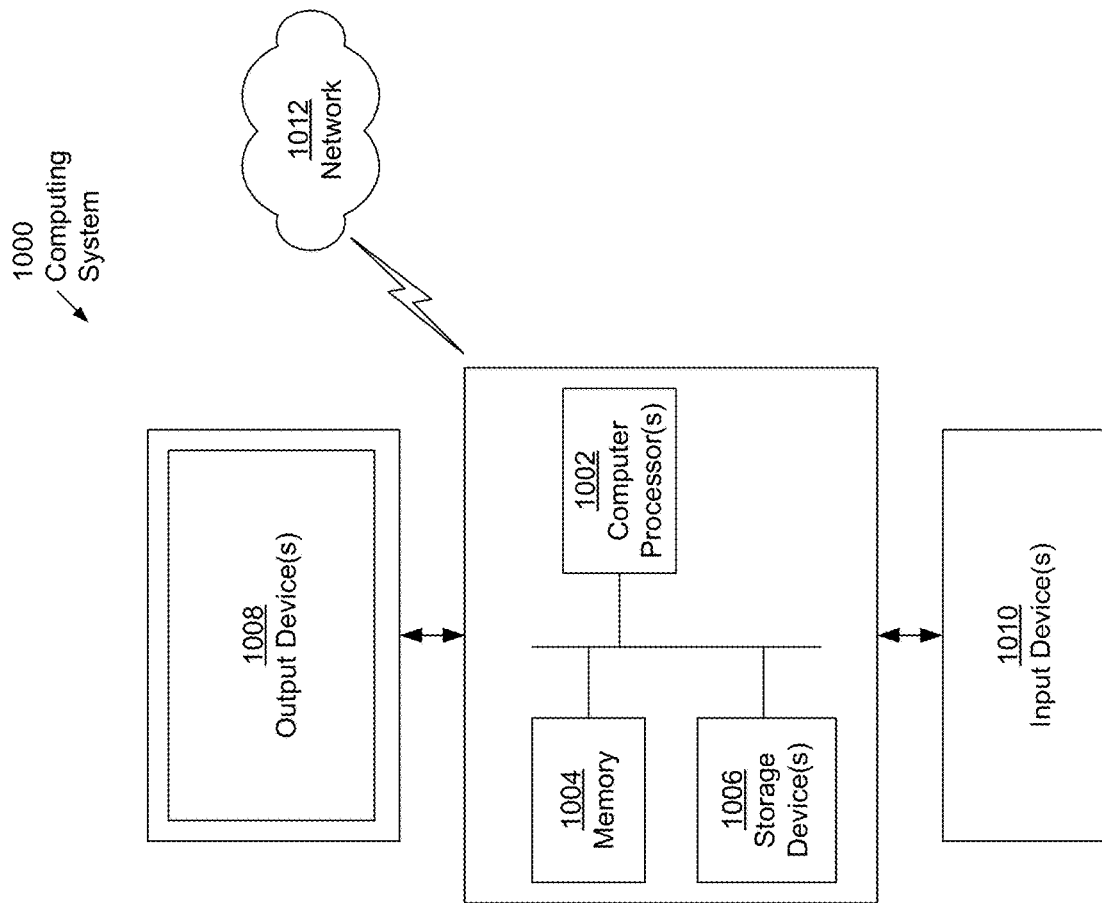 1000
Computing
System
1012
Network
1008
Output Device(s)
1002
Computer
Processor(s)
1004
Memory
1006
Storage
Device(s)
1010
Input Device(s)